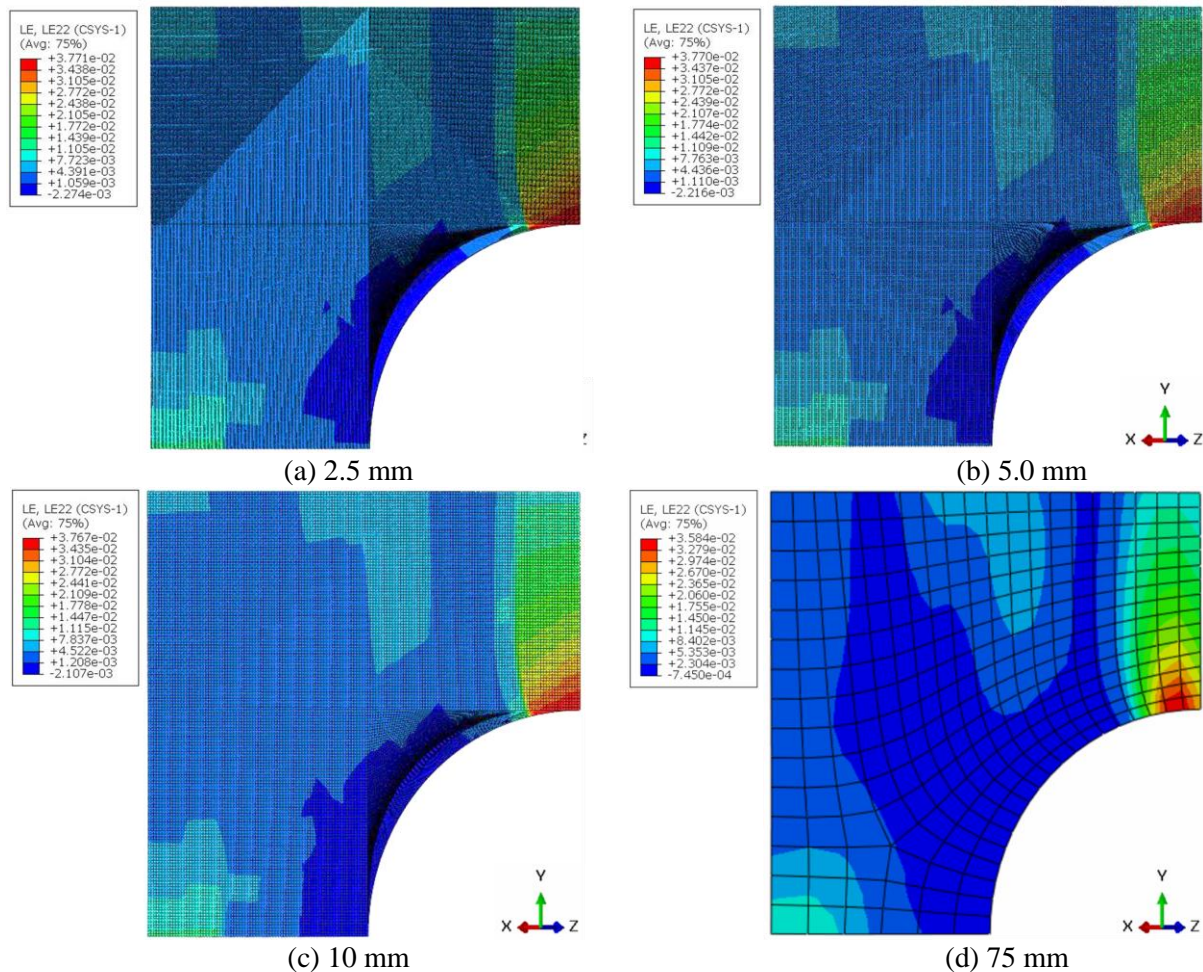 LE, LE22 (CSYS-1)
(Avg: 75%)
+3.771e-02
+3.438e-02
+3.105e-02
+2.772e-02
+2.438e-02
+2.105e-02
+1.772e-02
+1.439e-02
+1.105e-02
+7.723e-03
+4.391e-03
+1.059e-03
-2.274e-03
Z
(a) 2.5 mm
LE, LE22 (CSYS-1)
(Avg: 75%)
+3.770e-02
+3.437e-02
+3.105e-02
+2.772e-02
+2.439e-02
+2.107e-02
+1.774e-02
+1.442e-02
+1.109e-02
+7.763e-03
+4.436e-03
+1.110e-03
-2.216e-03
Y
X Z
(b) 5.0 mm
LE, LE22 (CSYS-1)
(Avg: 75%)
+3.767e-02
+3.435e-02
+3.104e-02
+2.772e-02
+2.441e-02
+2.109e-02
+1.778e-02
+1.447e-02
+1.115e-02
+7.837e-03
+4.522e-03
+1.208e-03
-2.107e-03
Y
X Z
(c) 10 mm
LE, LE22 (CSYS-1)
(Avg: 75%)
+3.584e-02
+3.279e-02
+2.974e-02
+2.670e-02
+2.365e-02
+2.060e-02
+1.755e-02
+1.450e-02
+1.145e-02
+8.402e-03
+5.353e-03
+2.304e-03
-7.450e-04
Y
X Z
(d) 75 mm